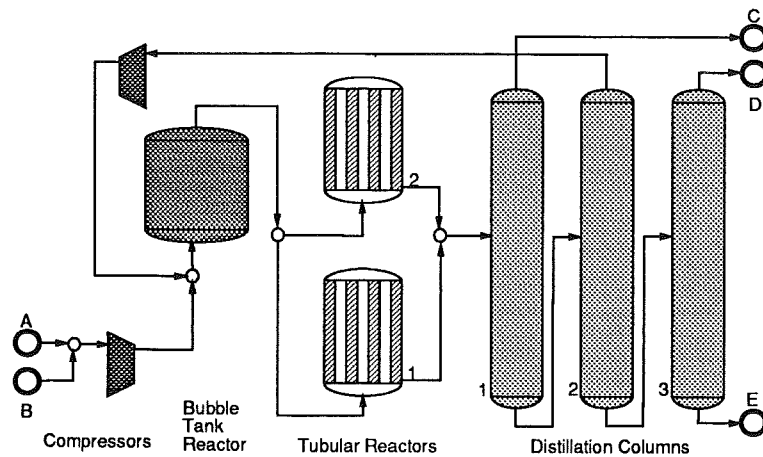 C
D
2
A
B
1
1
2
3
E
Compressors
Bubble
Tank
Reactor
Tubular Reactors
Distillation Columns